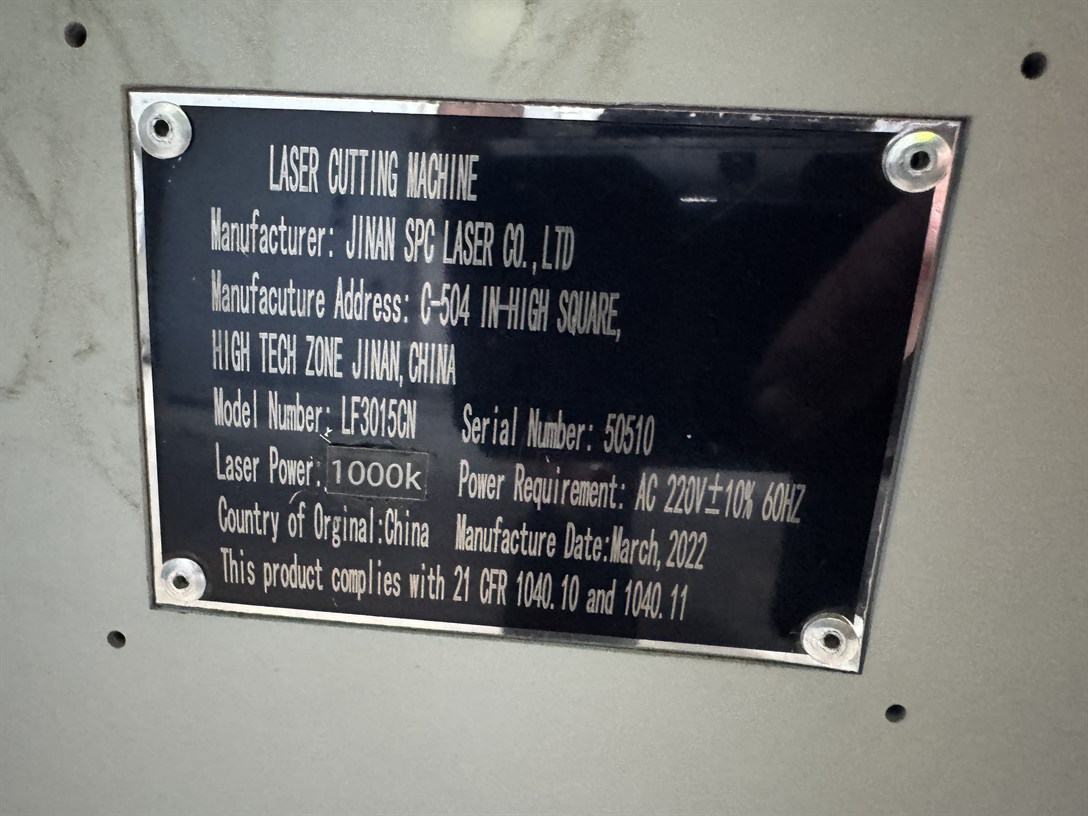 LASER CUTTING MACHINE
Manufacturer: JINAN SPC LASER CO.,LTD
Manufacuture Address: C-504 IN-HIGH SQUARE,
HIGH TECH ZONE JINAN,CHINA
Model Number: LF3015CN Serial Number: 50510
Laser Power: 1000k Power Requirement: AC 220V±10% 60HZ
Country of Orginal:China Manufacture Date:March,2022
This product complies with 21 CFR 1040.10 and 1040.11